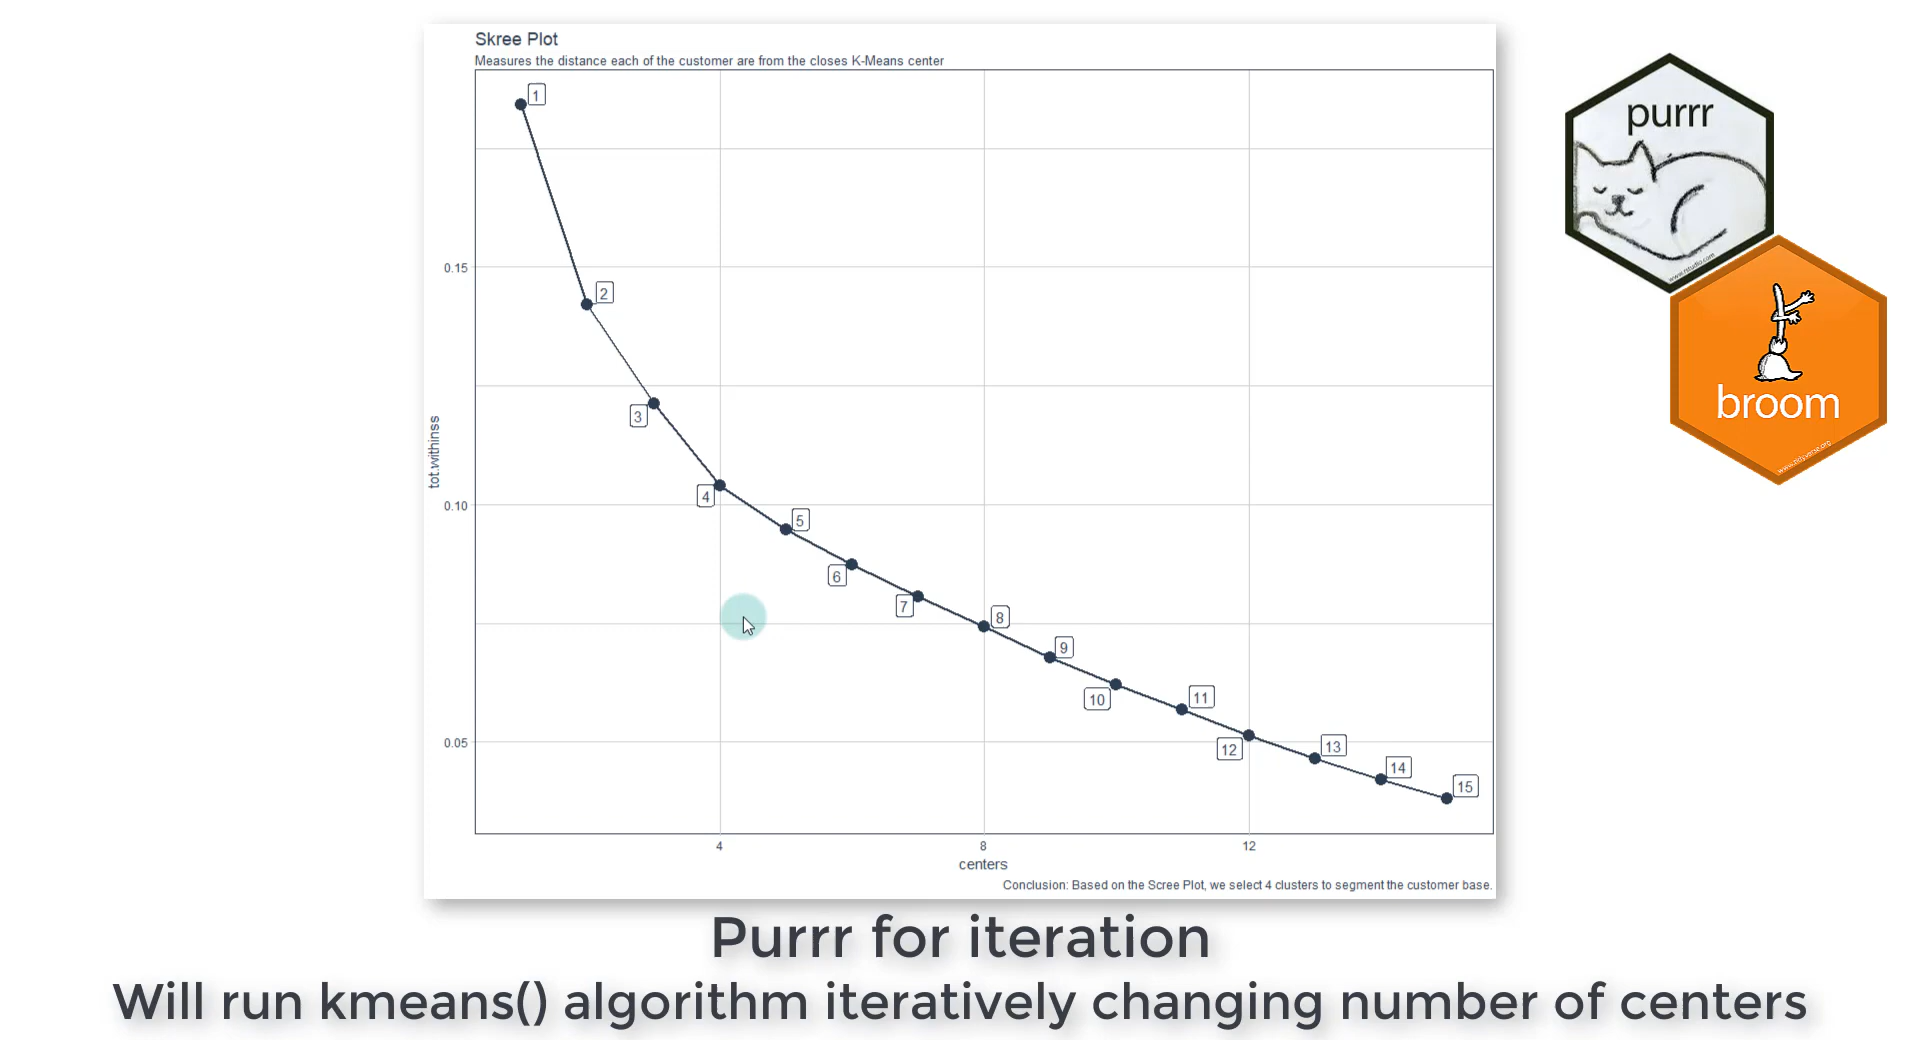 Skree Plot
Measures the distance each of the customer are from the closes K-Means center
1
2
3
4
5
6
7
8
9
10
11
12
13
14
15
0.15
0.10
0.05
tot.withinss
4 8 12
centers
Conclusion: Based on the Scree Plot, we select 4 clusters to segment the customer base.
purrr
www.rstudio.com
broom
Purrr for iteration
Will run kmeans() algorithm iteratively changing number of centers